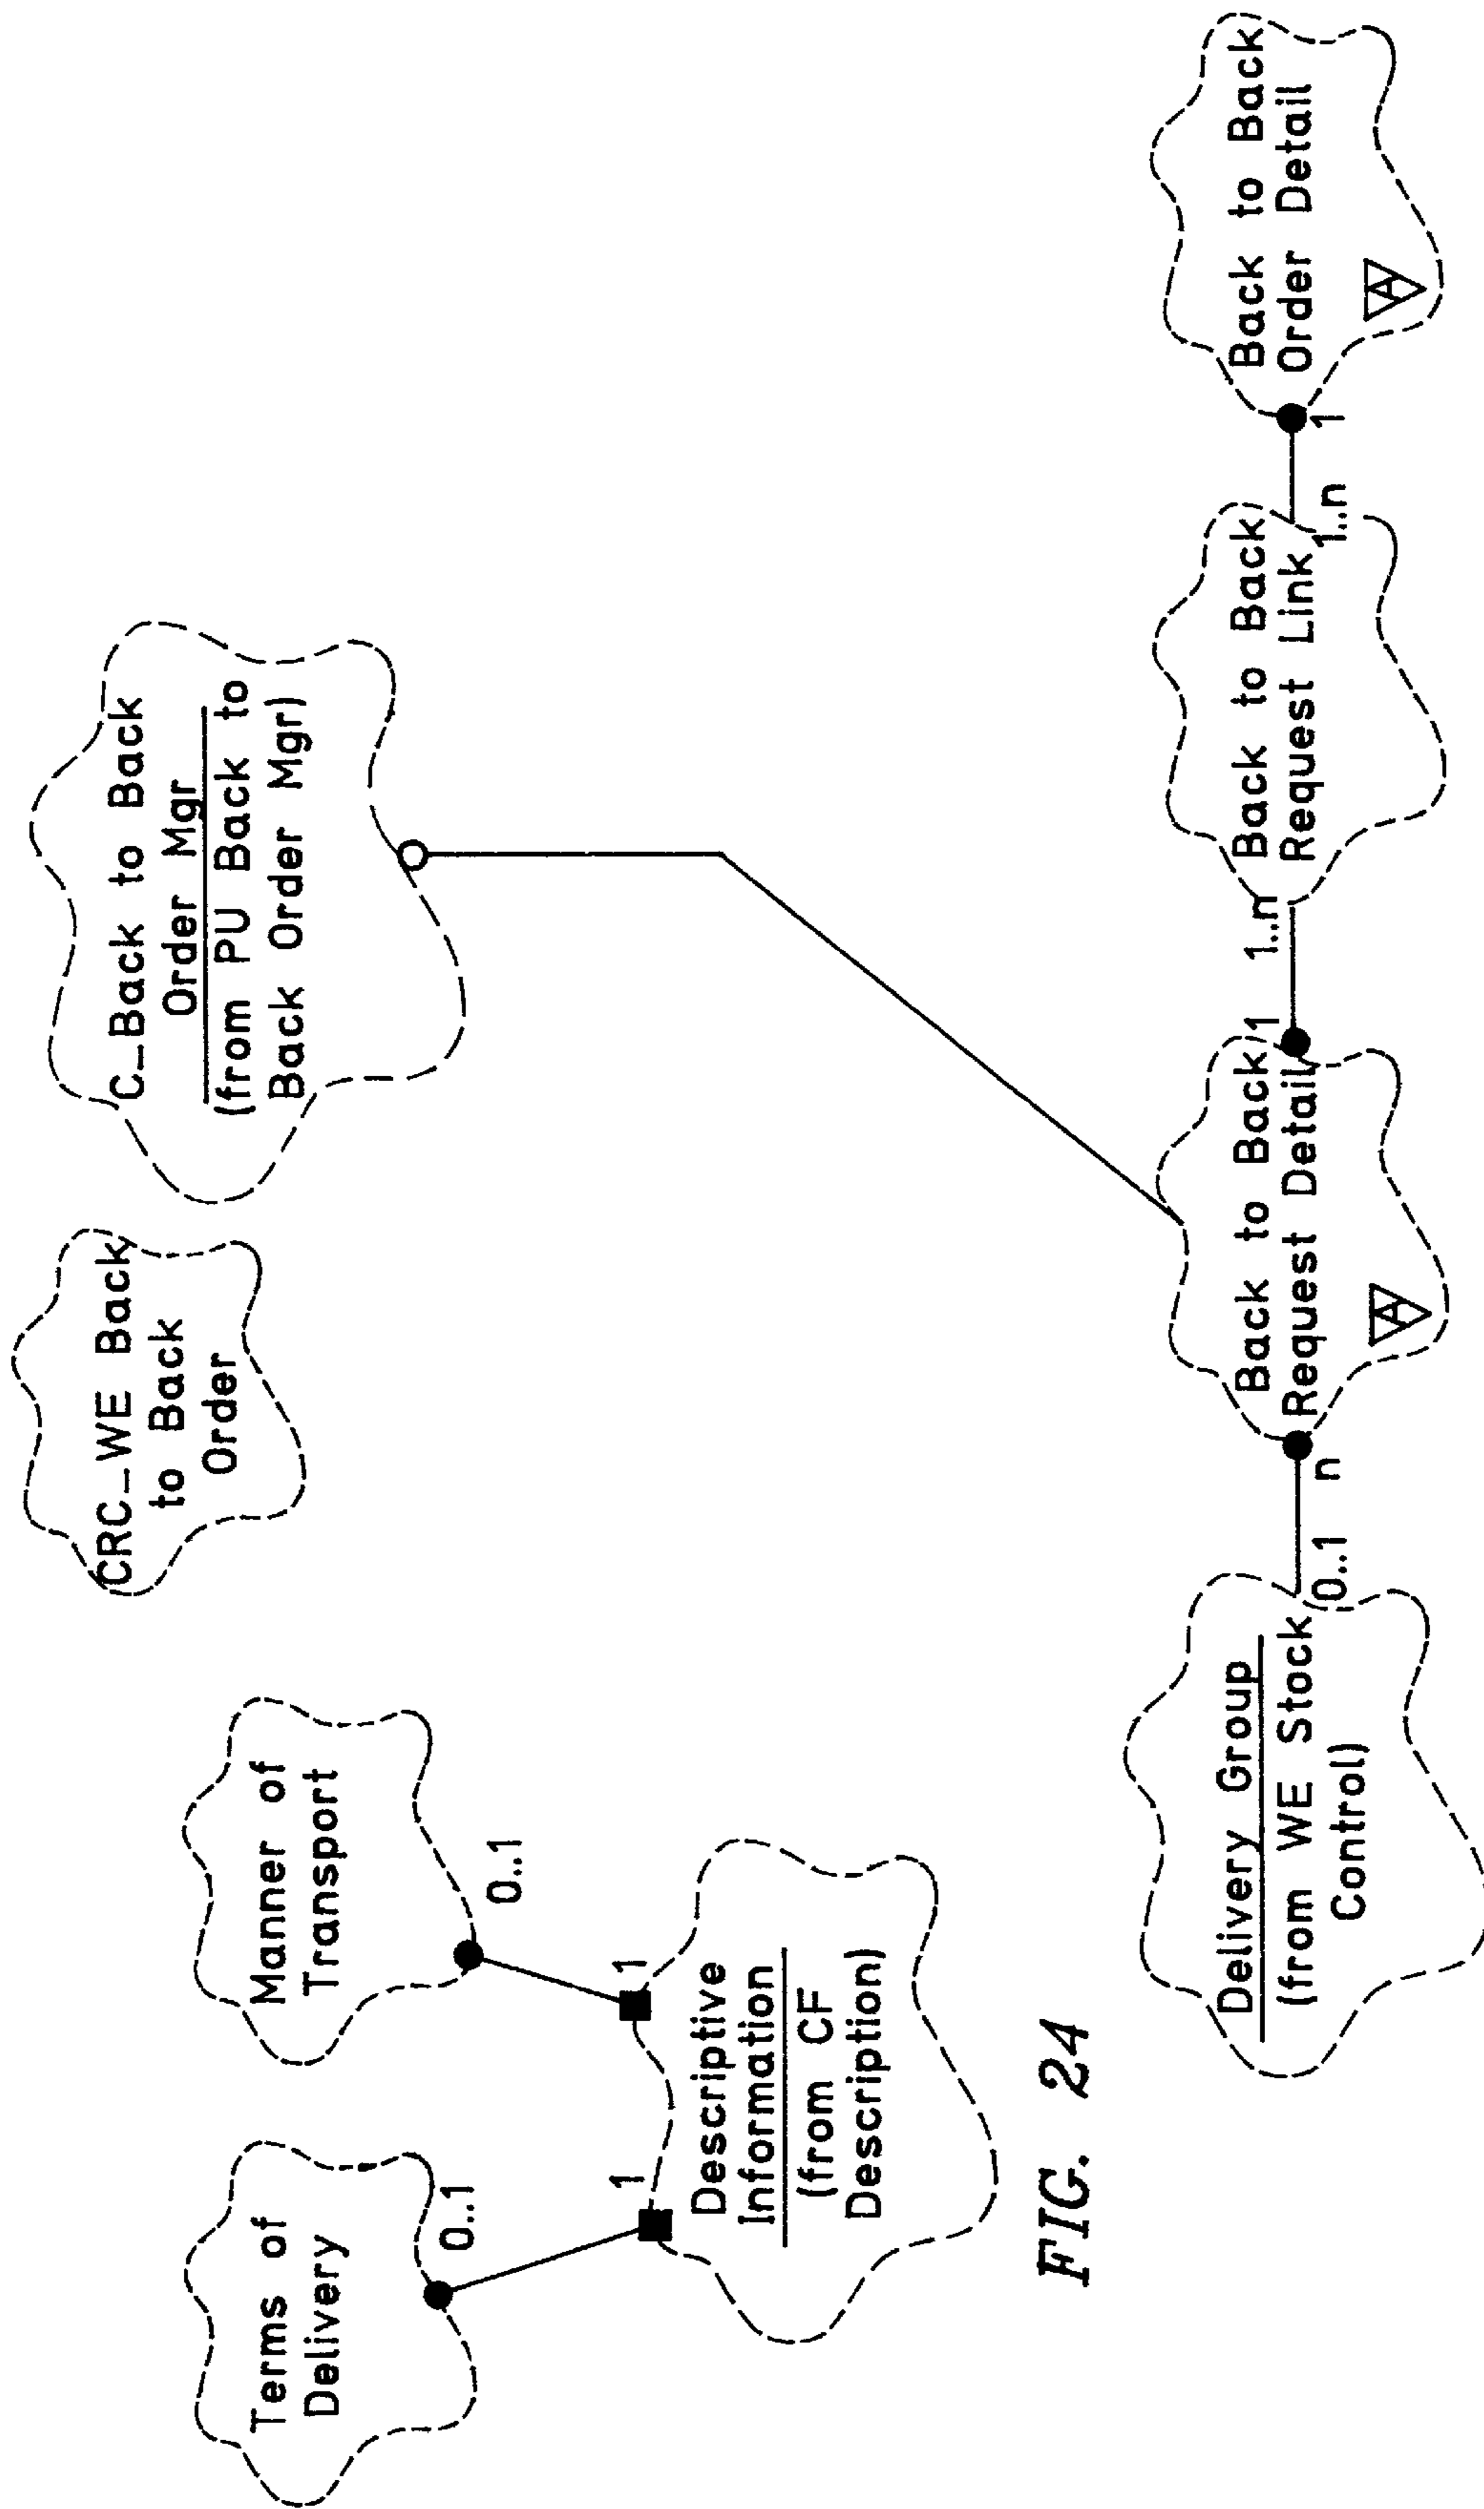 CRC-WE Back
to Back
Order
C-Back to Back
Order Mgr
(from PU Back to
Back Order Mgr)
Terms of
Delivery
0..1
Manner of
Transport
0..1
1
1
Descriptive
Information
(from CF
Description)
FIG. 24
Delivery Group
(from WE Stock
Control)
0..1
n
Back to Back
Request Detail
A
1
1..n
Back to Back
Request Link
1..n
1
Back to Back
Order Detail
A